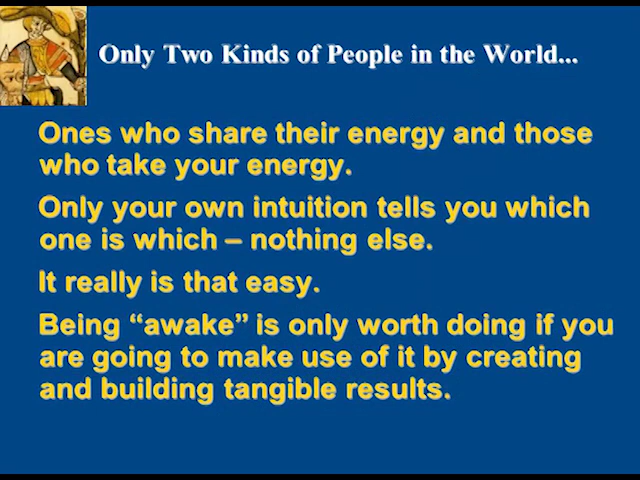 Only Two Kinds of People in the World...
Ones who share their energy and those
who take your energy.
Only your own intuition tells you which
one is which – nothing else.
It really is that easy.
Being “awake” is only worth doing if you
are going to make use of it by creating
and building tangible results.